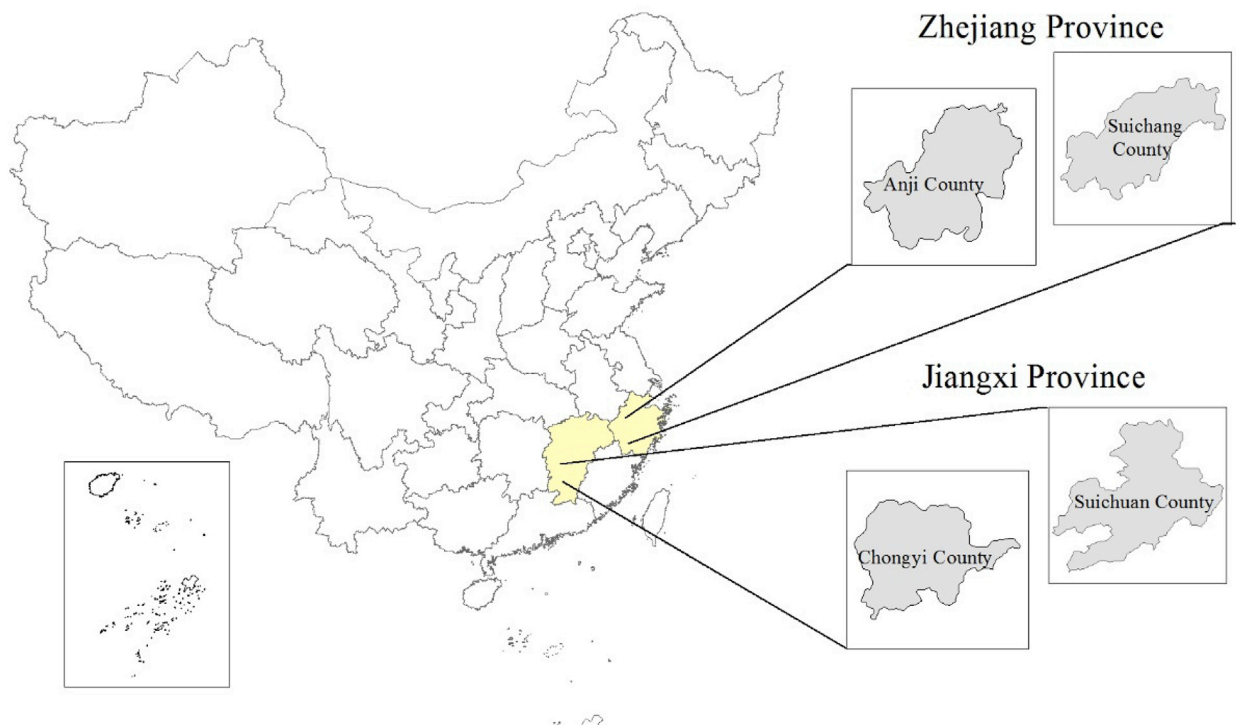 Zhejiang Province
Suichang
County
Anji County
Jiangxi Province
Suichuan County
Chongyi County